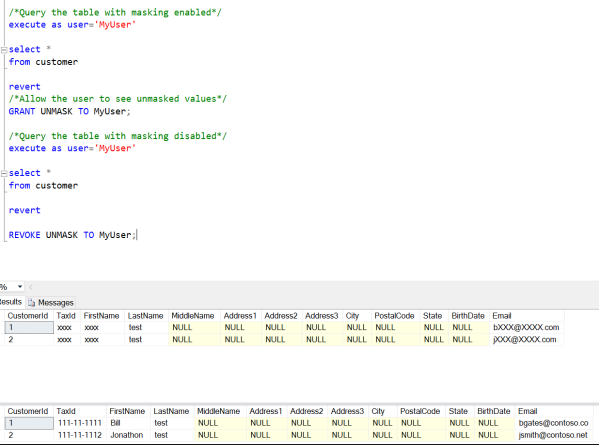 /*Query the table with masking enabled*/
execute as user='MyUser'
select *
from customer
revert
/*Allow the user to see unmasked values*/
GRANT UNMASK TO MyUser;
/*Query the table with masking disabled*/
execute as user='MyUser'
select *
from customer
revert
REVOKE UNMASK TO MyUser;
%
esults Messages
CustomerId TaxId FirstName LastName MiddleName Address1 Address2 Address3 City PostalCode State BirthDate Email
1 xxxx xxxx test NULL NULL NULL NULL NULL NULL NULL NULL bXXX@XXXX.com
2 xxxx xxxx test NULL NULL NULL NULL NULL NULL NULL NULL jXXX@XXXX.com
CustomerId TaxId FirstName LastName MiddleName Address1 Address2 Address3 City PostalCode State BirthDate Email
1 111-11-1111 Bill test NULL NULL NULL NULL NULL NULL NULL NULL bgates@contoso.co
2 111-11-1112 Jonathon test NULL NULL NULL NULL NULL NULL NULL NULL jsmith@contoso.net